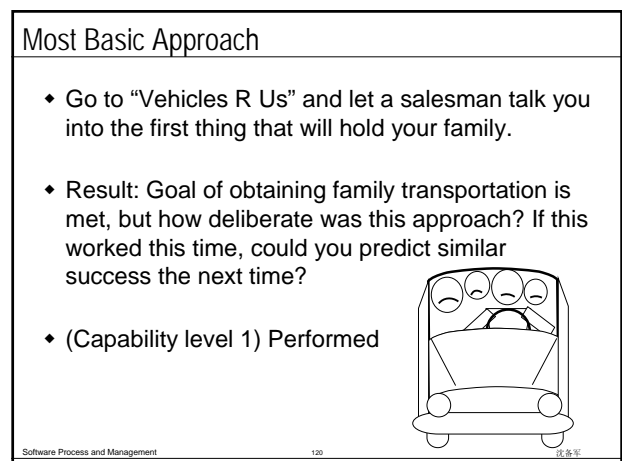 Most Basic Approach
◆ Go to “Vehicles R Us” and let a salesman talk you
into the first thing that will hold your family.
◆ Result: Goal of obtaining family transportation is
met, but how deliberate was this approach? If this
worked this time, could you predict similar
success the next time?
◆ (Capability level 1) Performed
Software Process and Management
120
沈备军